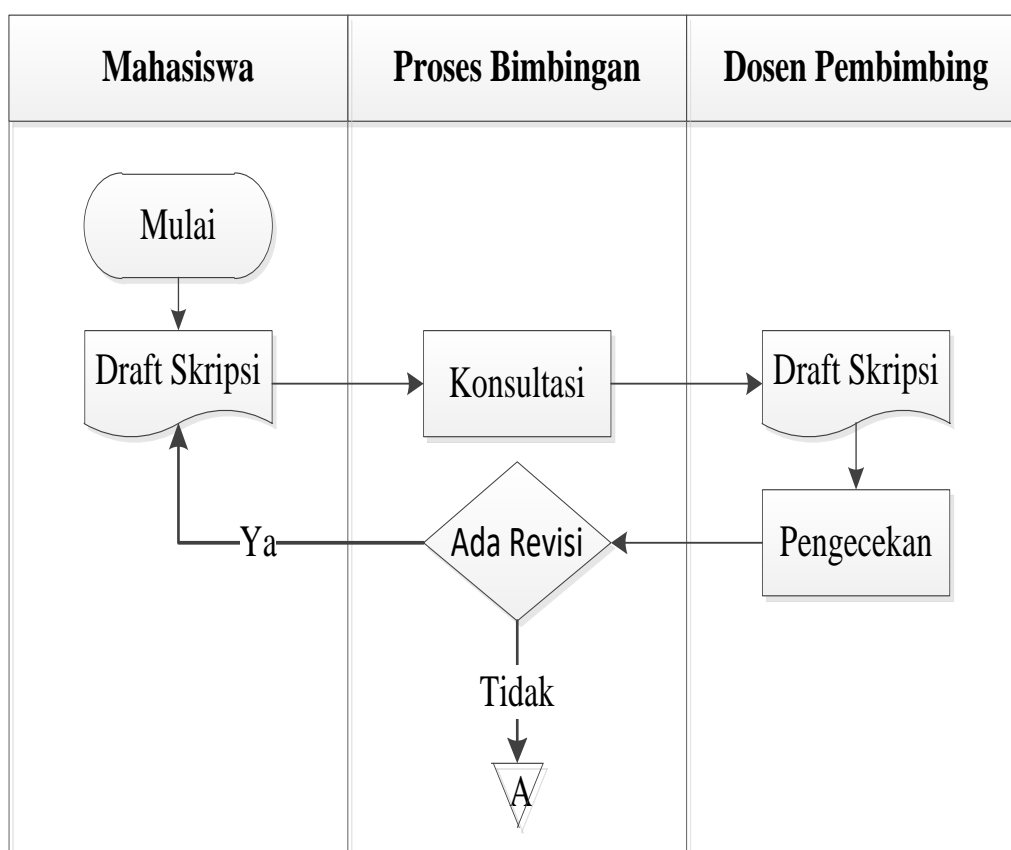 Mahasiswa
Proses Bimbingan
Dosen Pembimbing
Mulai
Draft Skripsi
Konsultasi
Draft Skripsi
Ya
Ada Revisi
Pengecekan
Tidak
A